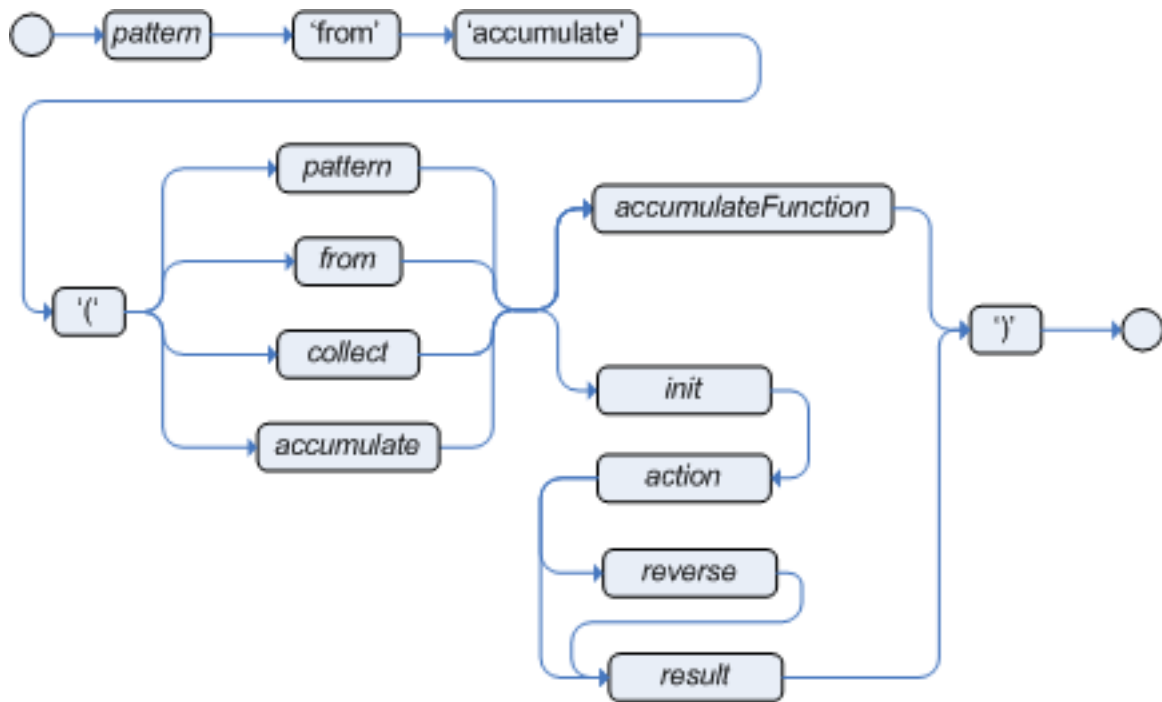 pattern
‘from’
‘accumulate’
pattern
accumulateFunction
from
‘(‘
‘)’
collect
init
accumulate
action
reverse
result